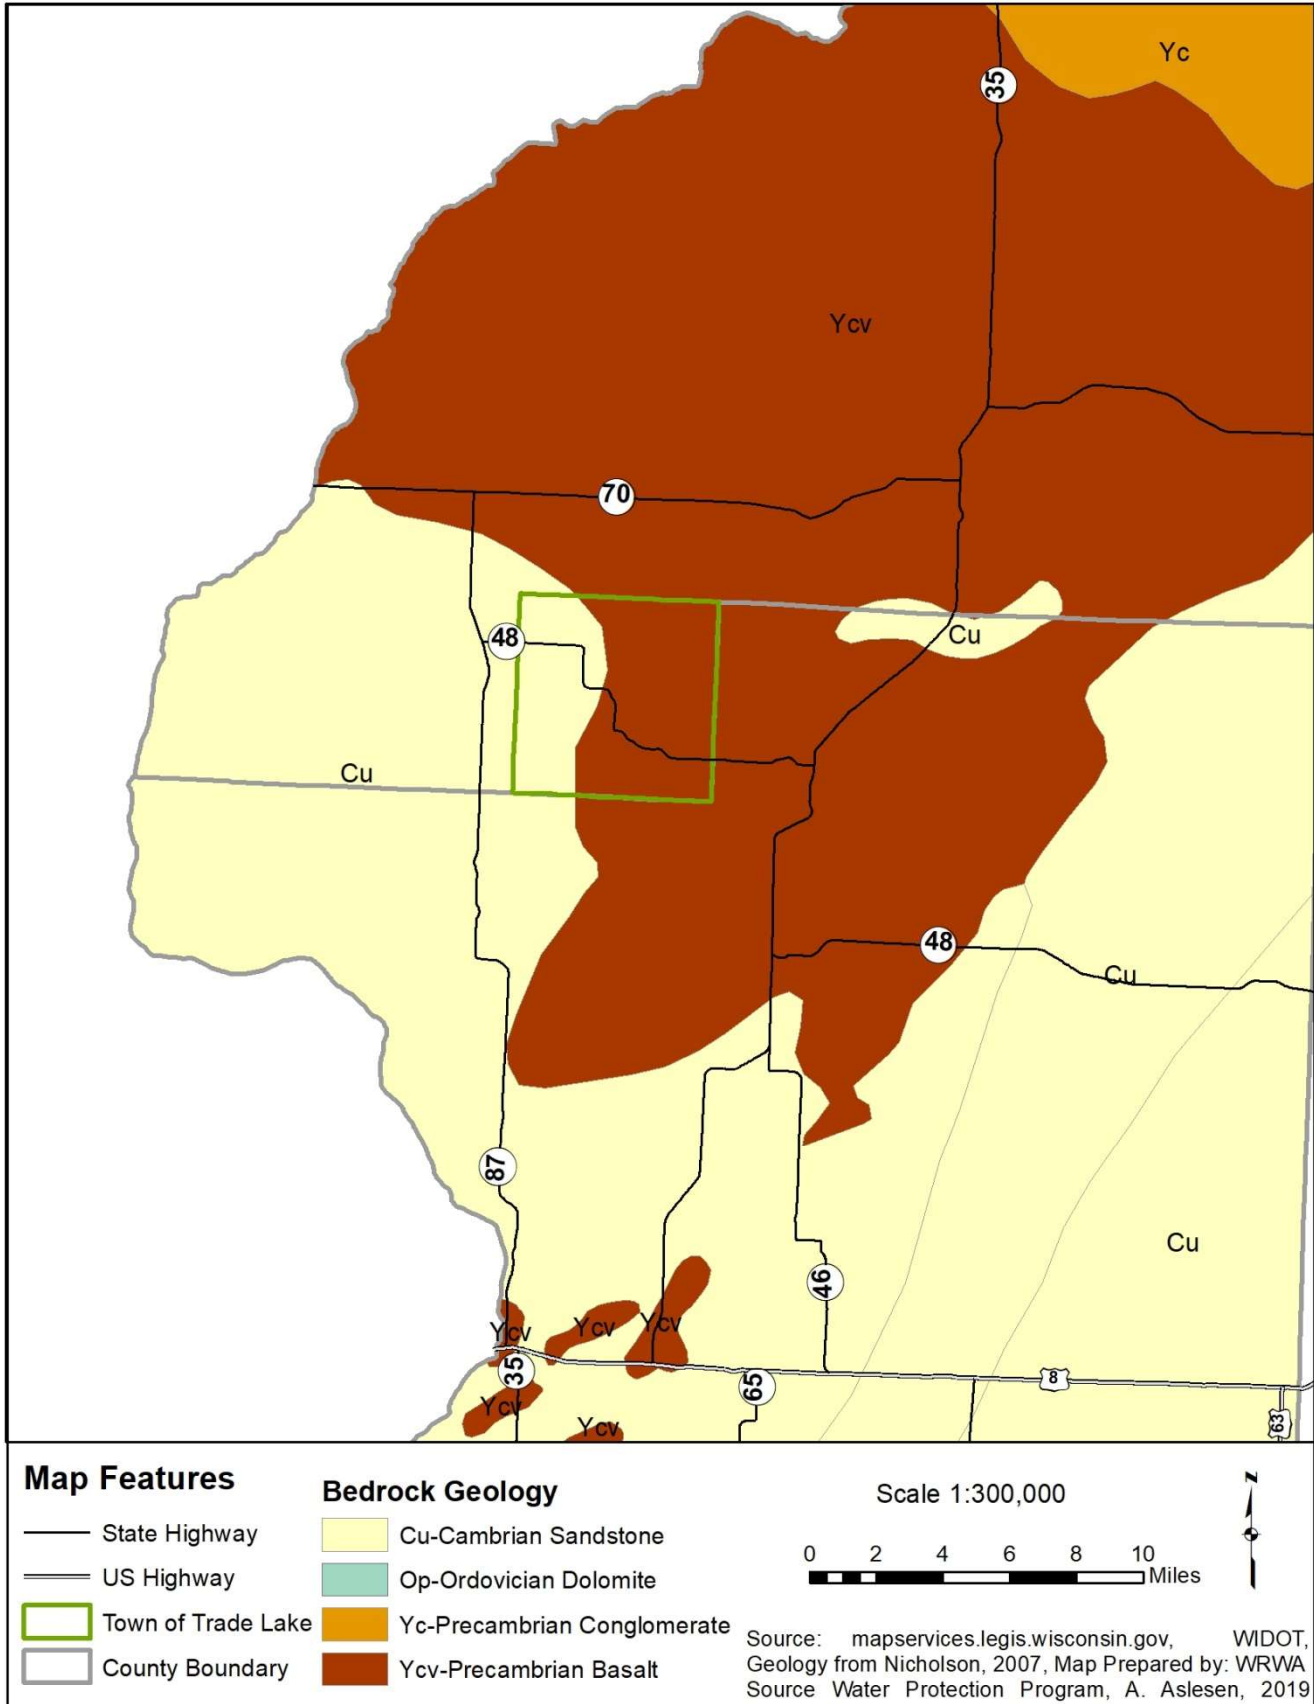 Yc
35
Ycv
70
48
Cu
Cu
48
Cu
87
Cu
46
Ycv
Ycv
Ycv
35
65
8
63
Ycv
Ycv
Map Features
State Highway
US Highway
Town of Trade Lake
County Boundary
Bedrock Geology
Cu-Cambrian Sandstone
Op-Ordovician Dolomite
Yc-Precambrian Conglomerate
Ycv-Precambrian Basalt
Scale 1:300,000
0 2 4 6 8 10
Miles
N
Source: mapservices.legis.wisconsin.gov, WIDOT,
Geology from Nicholson, 2007, Map Prepared by: WRWA
Source Water Protection Program, A. Aslesen, 2019